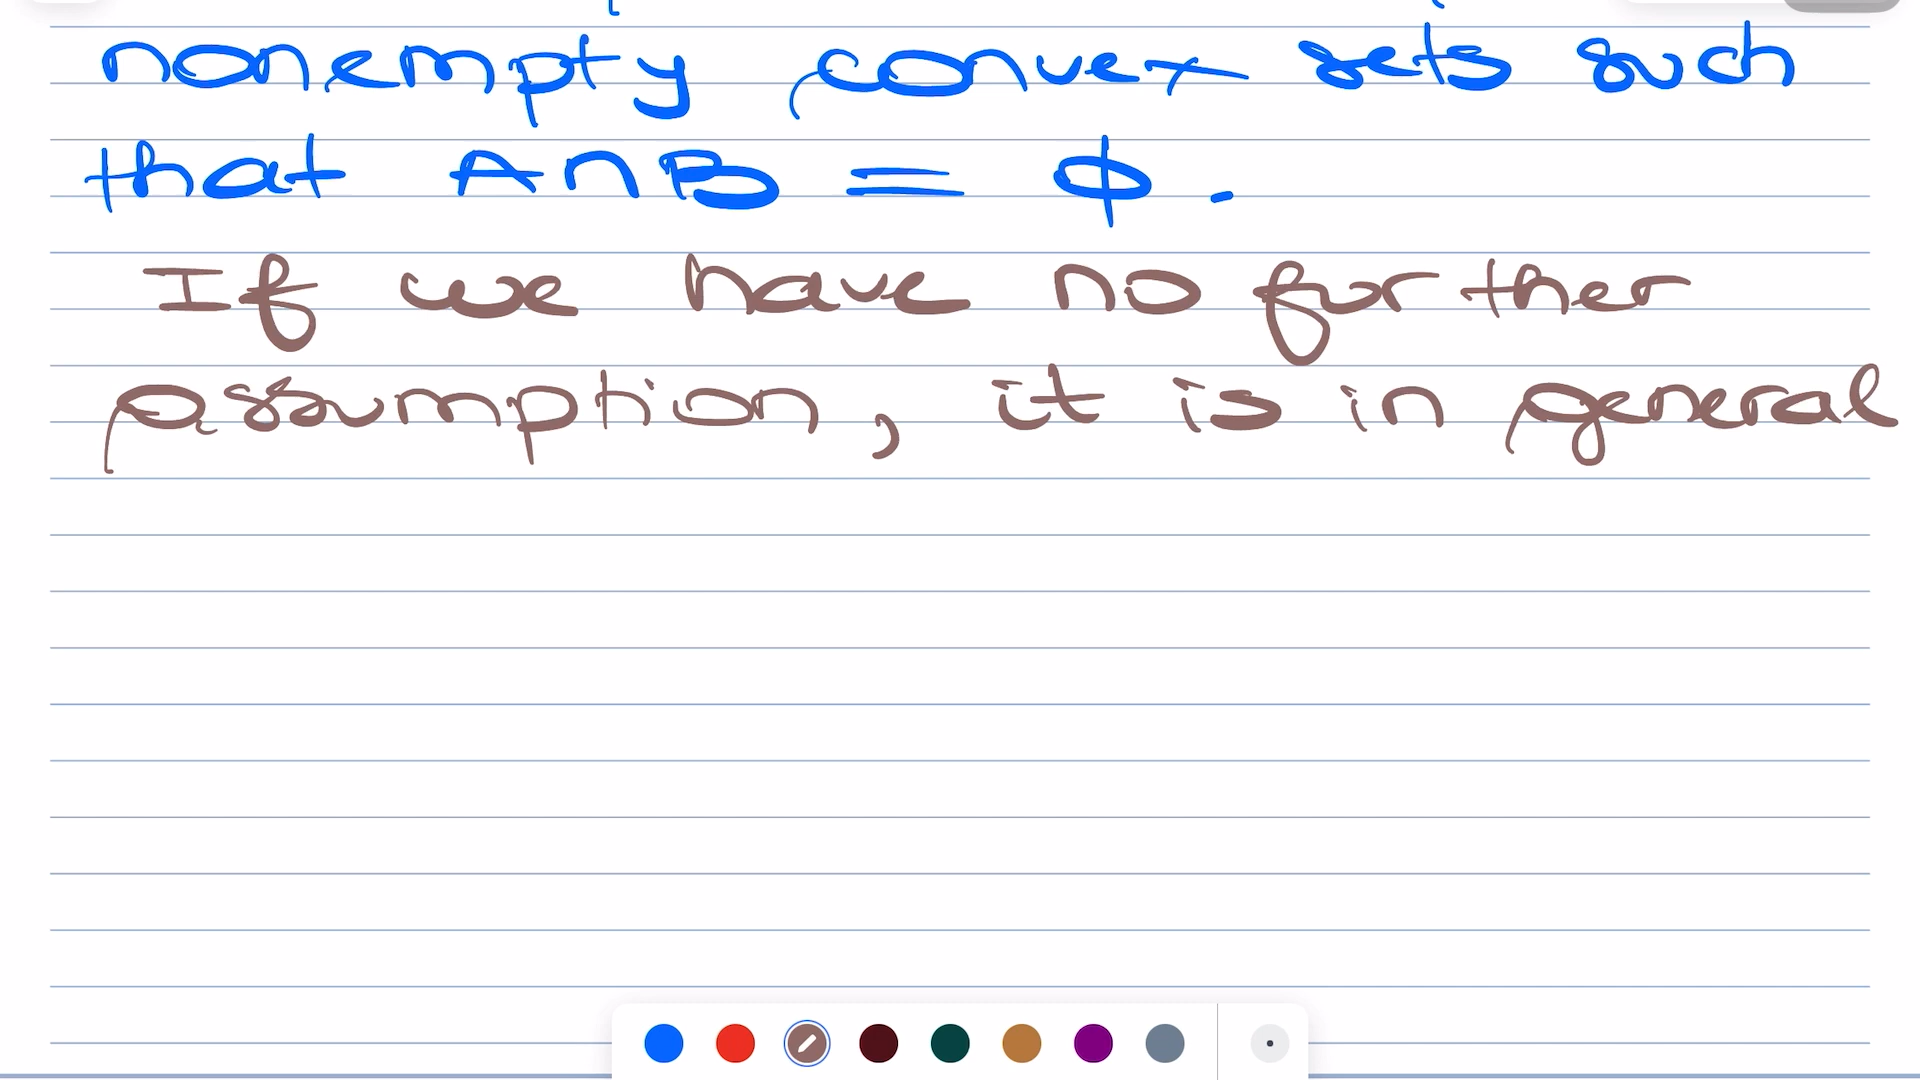 nonempty convex sets such
that A∩B = ϕ.
If we have no further
assumption, it is in general